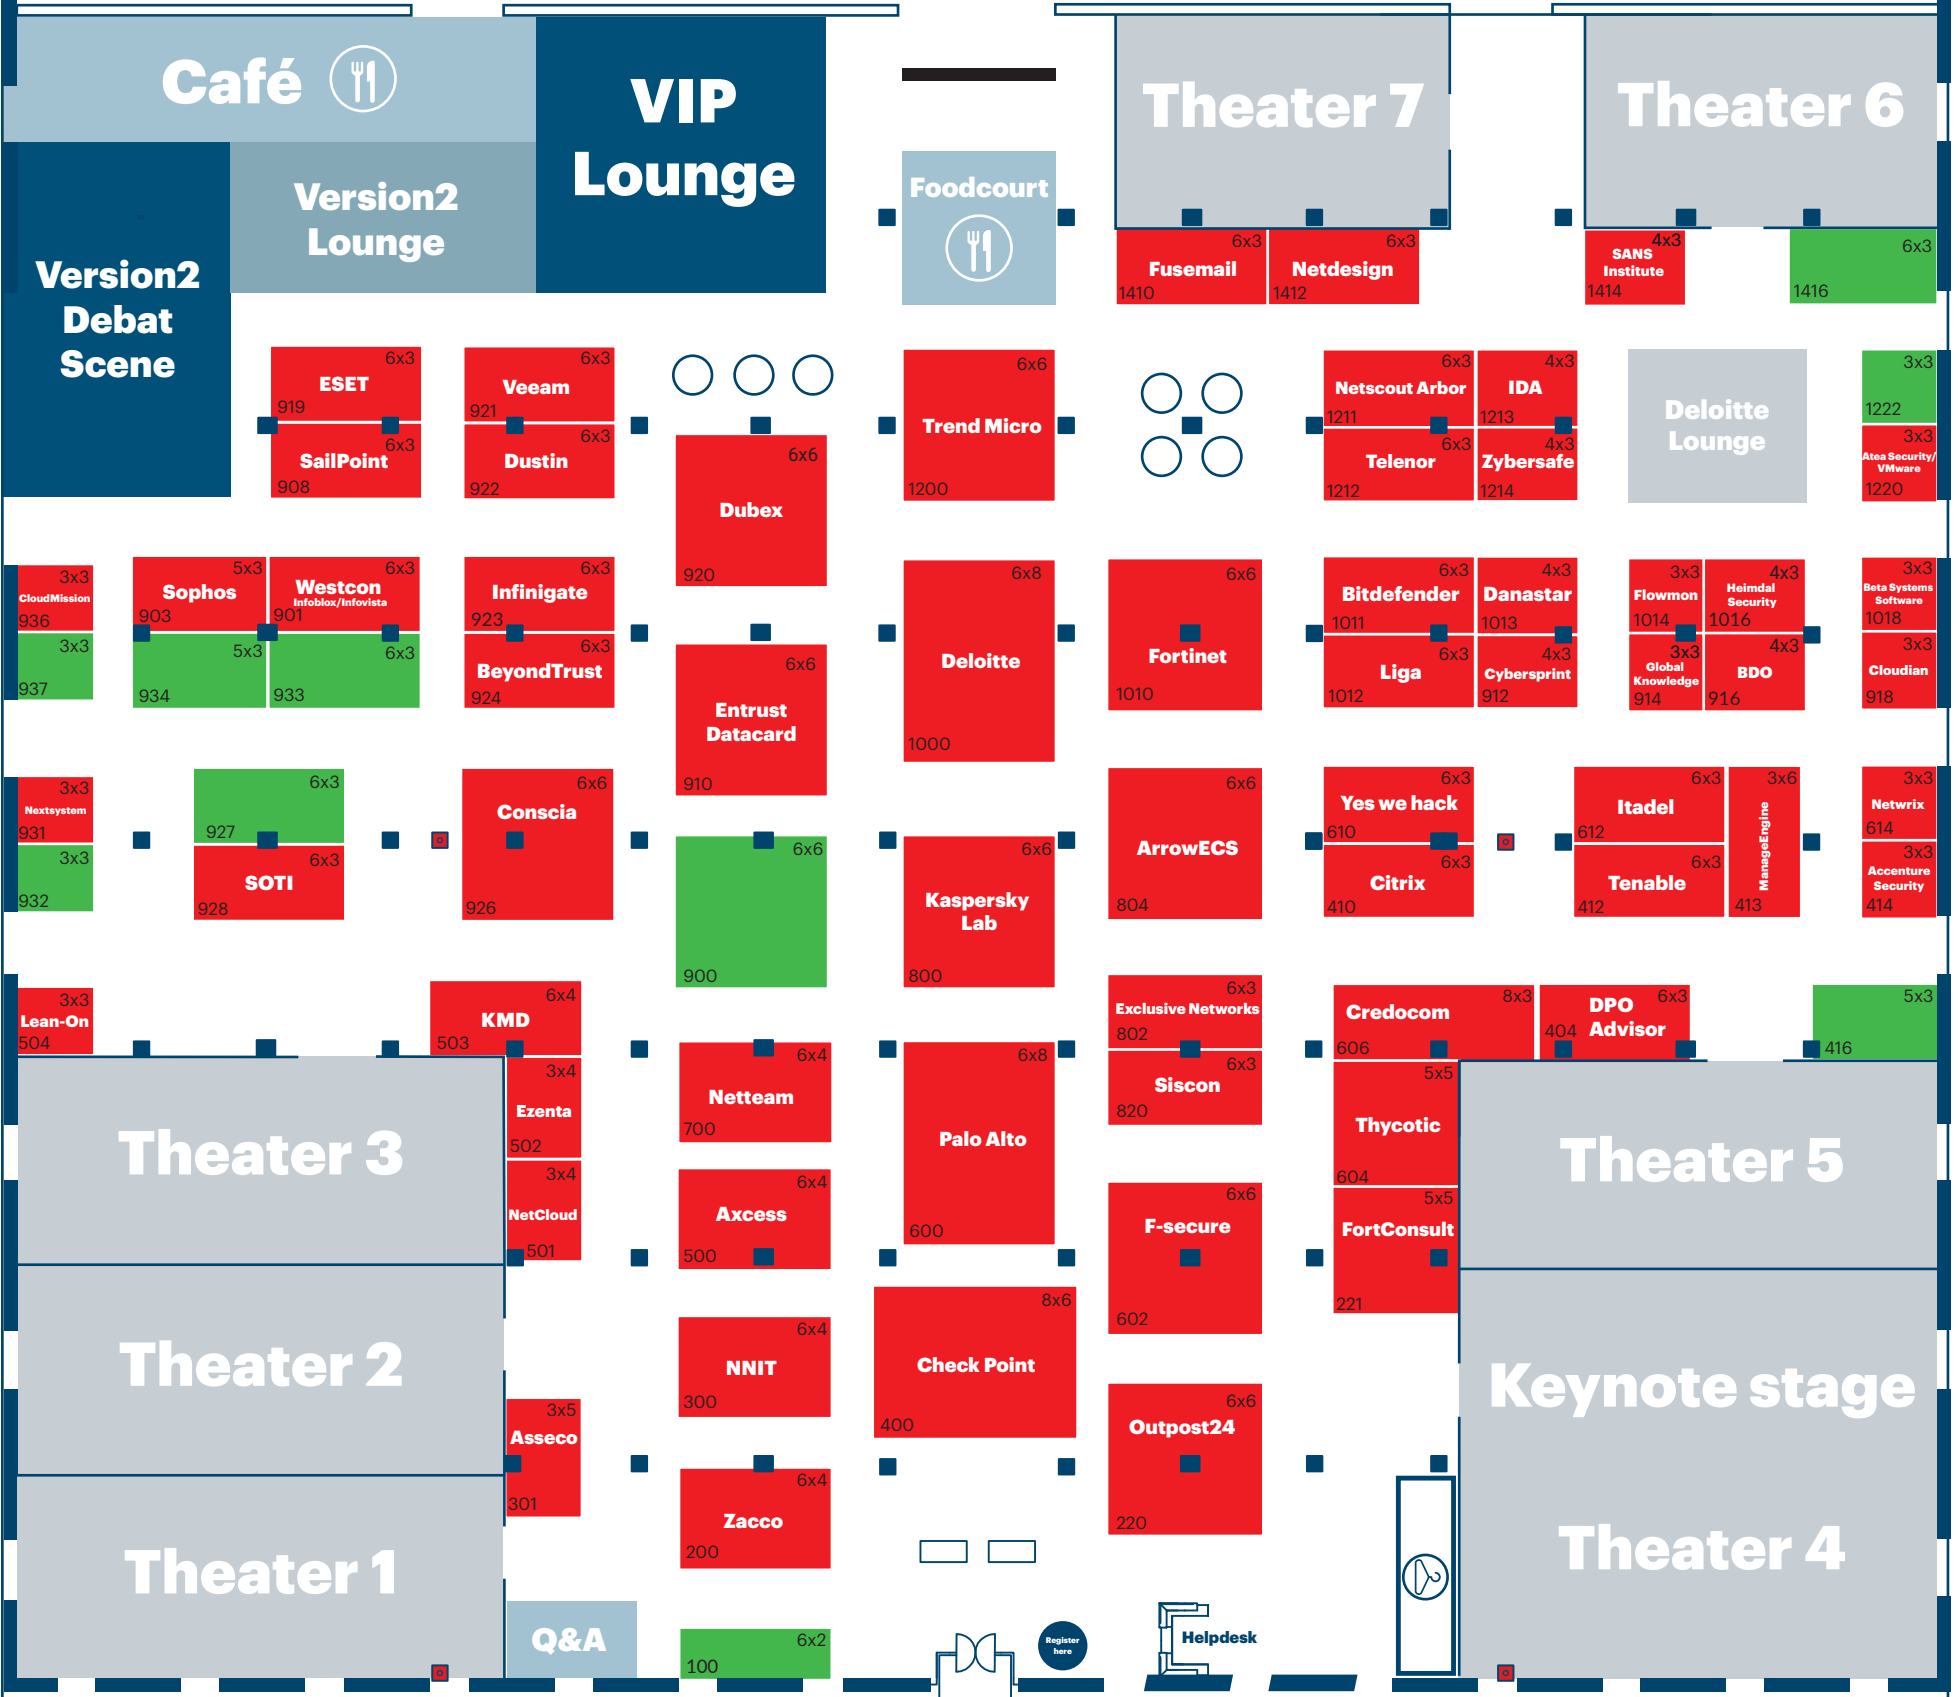 Café
VIP
Lounge
Theater 7
Theater 6
Version2
Lounge
Foodcourt
Version2
Debat
Scene
6x3
Fusemail
1410
6x3
Netdesign
1412
4x3
SANS
Institute
1414
6x3
1416
6x3
ESET
919
6x3
Veeam
921
6x6
Trend Micro
1200
6x3
Netscout Arbor
1211
4x3
IDA
1213
Deloitte
Lounge
3x3
1222
6x3
SailPoint
908
6x3
Dustin
922
6x6
Dubex
920
6x3
Telenor
1212
4x3
Zybersafe
1214
3x3
Atea Security/
VMware
1220
3x3
CloudMission
936
5x3
Sophos
903
6x3
Westcon
Infoblox/Infovista
901
6x3
Infinigate
923
6x8
Deloitte
1000
6x6
Fortinet
1010
6x3
Bitdefender
1011
4x3
Danastar
1013
3x3
Flowmon
1014
4x3
Heimdal
Security
1016
3x3
Beta Systems
Software
1018
3x3
937
5x3
934
6x3
933
6x3
BeyondTrust
924
6x6
Entrust
Datacard
910
6x3
Liga
1012
4x3
Cybersprint
912
3x3
Global
Knowledge
914
4x3
BDO
916
3x3
Cloudian
918
3x3
Nextsystem
931
6x3
927
6x6
Conscia
926
6x6
900
6x6
Kaspersky
Lab
800
6x6
ArrowECS
804
6x3
Yes we hack
610
6x3
Itadel
612
3x6
ManageEngine
413
3x3
Netwrix
614
3x3
932
6x3
SOTI
928
6x3
Citrix
410
6x3
Tenable
412
3x3
Accenture
Security
414
3x3
Lean-On
504
6x4
KMD
503
6x3
Exclusive Networks
802
8x3
Credocom
606
6x3
DPO
Advisor
404
5x3
416
Theater 3
3x4
Ezenta
502
6x4
Netteam
700
6x8
Palo Alto
600
6x3
Siscon
820
5x5
Thycotic
604
Theater 5
3x4
NetCloud
501
6x4
Axcess
500
6x6
F-secure
602
5x5
FortConsult
221
Theater 2
6x4
NNIT
300
8x6
Check Point
400
Keynote stage
3x5
Asseco
301
6x6
Outpost24
220
6x4
Zacco
200
Theater 1
Theater 4
Q&A
6x2
100
Register
here
Helpdesk